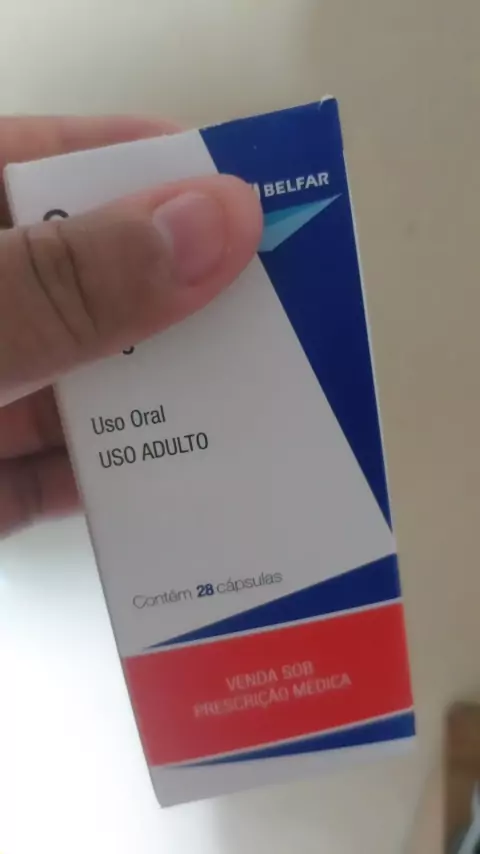 BELFAR
Uso Oral
USO ADULTO
Contém 28 cápsulas
VENDA SOB
PRESCRIÇÃO MÉDICA